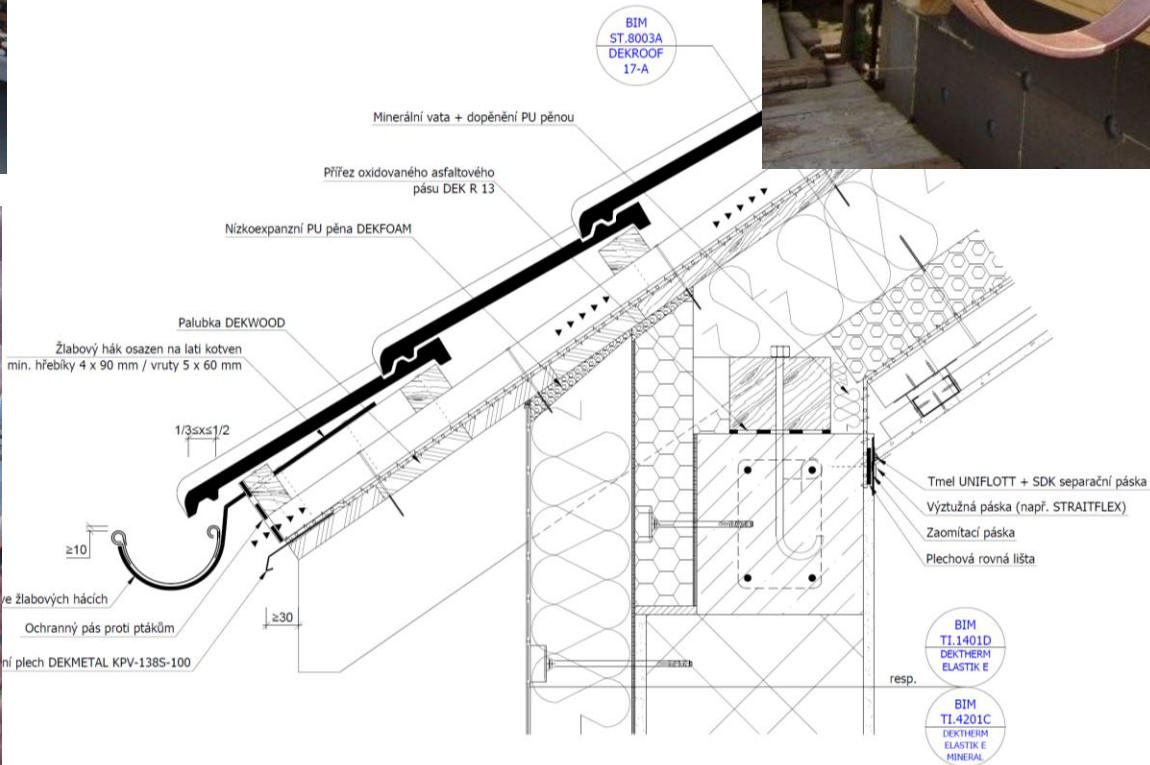 BIM
ST.8003A
DEKROOF
17-A
Minerální vata + dopěnění PU pěnou
Přířez oxidovaného asfaltového
pásu DEK R 13
Nízkoexpanzní PU pěna DEKFOAM
Palubka DEKWOOD
Žlabový hák osazen na lati kotven
min. hřebíky 4 x 90 mm / vruty 5 x 60 mm
1/3≤x≤1/2
≥10
ve žlabových hácích
Ochranný pás proti ptákům
≥30
ní plech DEKMETAL KPV-138S-100
Tmel UNIFLOTT + SDK separační páska
Výztužná páska (např. STRAITFLEX)
Zaomítací páska
Plechová rovná lišta
BIM
TI.1401D
DEKTHERM
ELASTIK E
resp.
BIM
TI.4201C
DEKTHERM
ELASTIK E
MINERAL